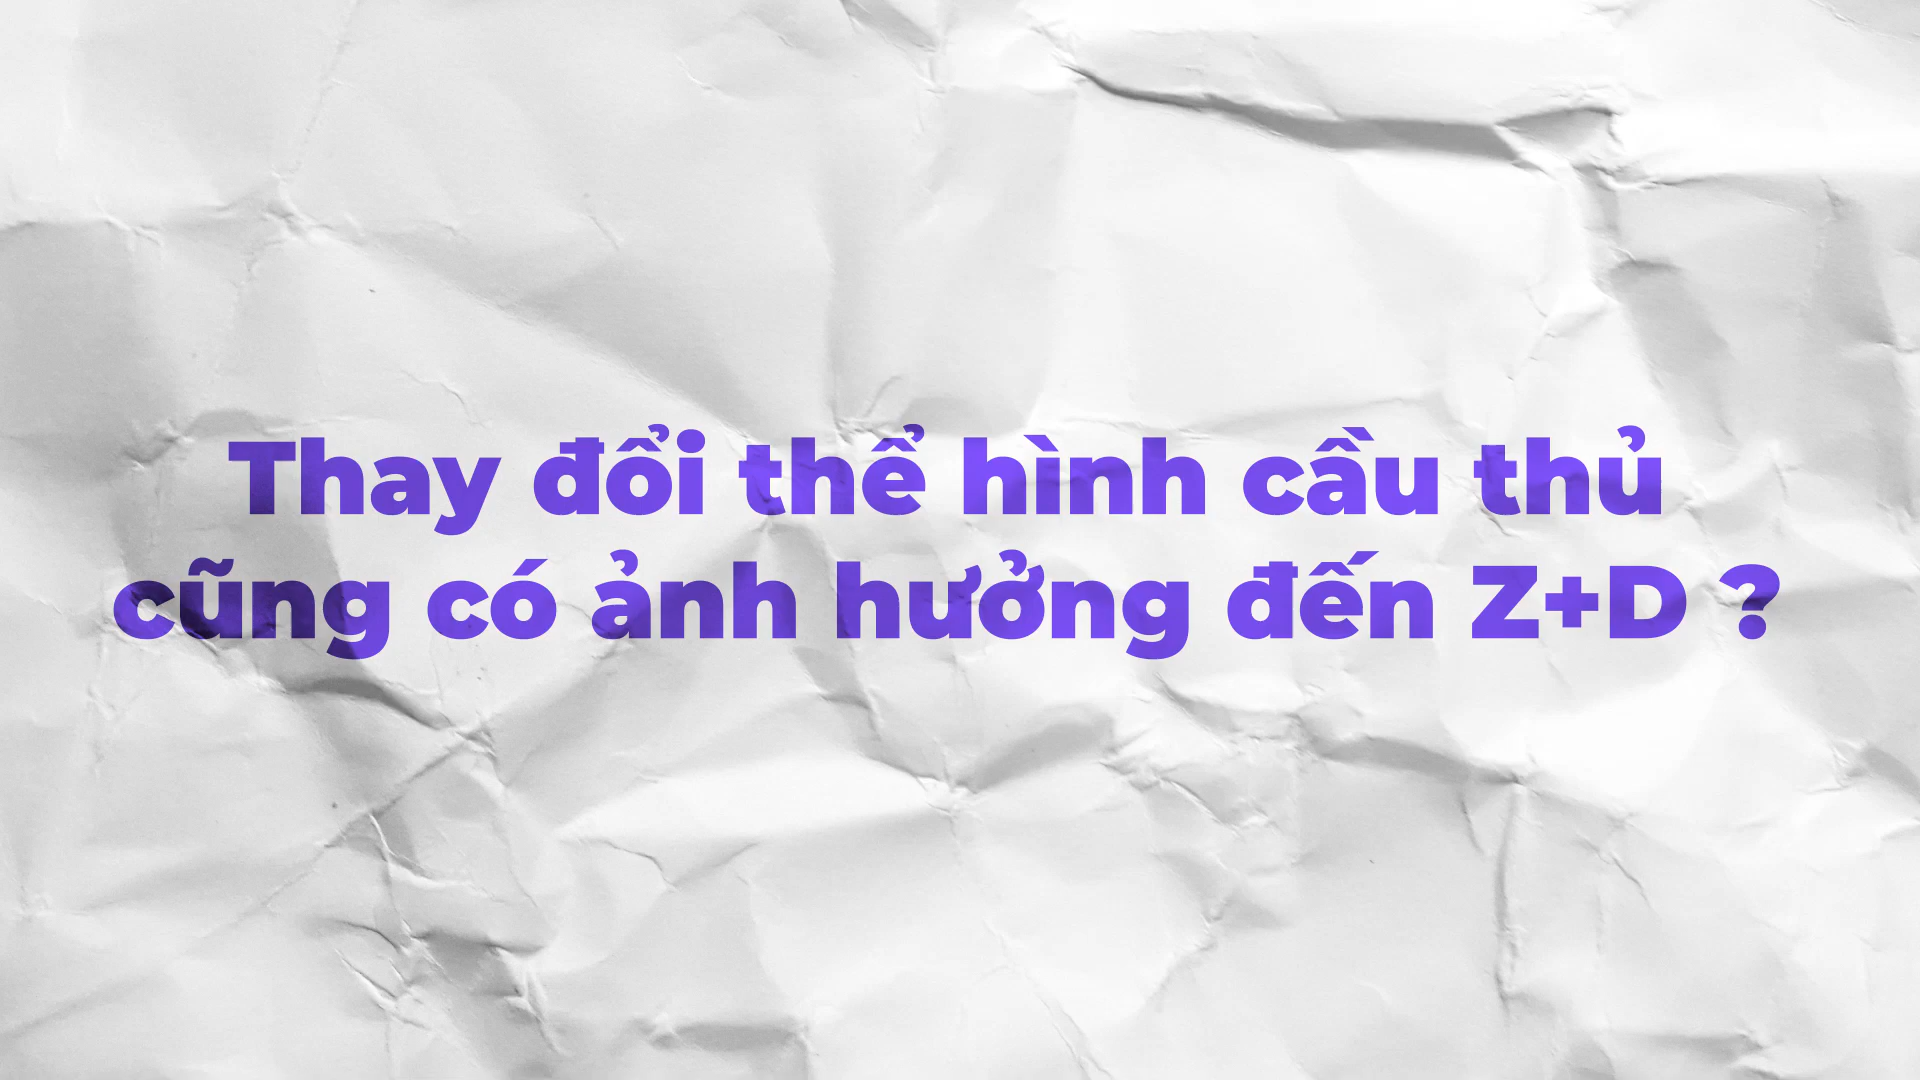 Thay đổi thể hình cầu thủ
cũng có ảnh hưởng đến Z+D ?